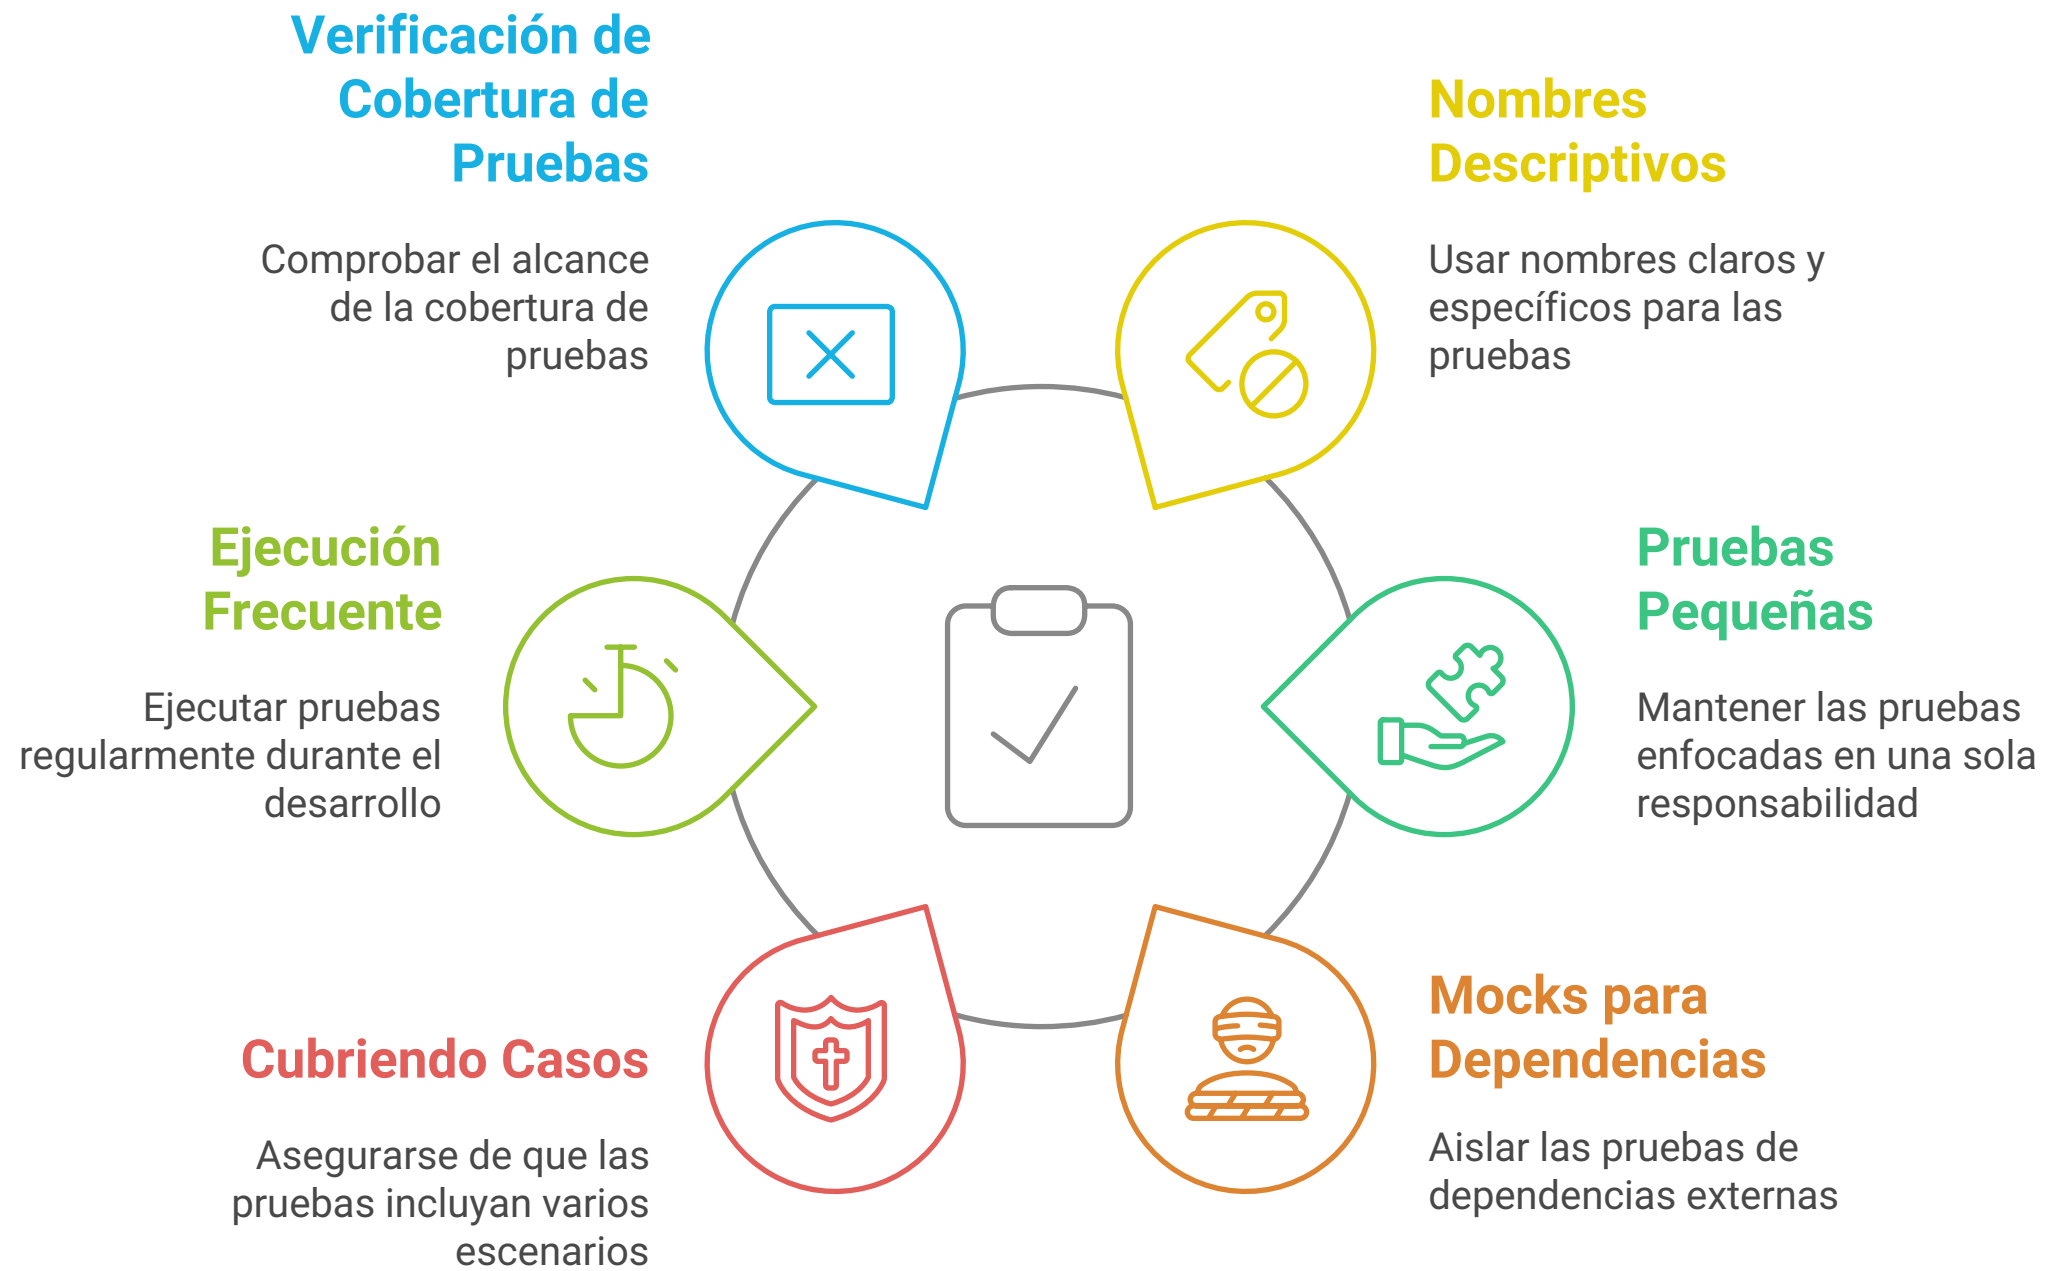 Verificación de
Cobertura de
Pruebas
Comprobar el alcance
de la cobertura de
pruebas
Nombres
Descriptivos
Usar nombres claros y
específicos para las
pruebas
Ejecución
Frecuente
Ejecutar pruebas
regularmente durante el
desarrollo
Pruebas
Pequeñas
Mantener las pruebas
enfocadas en una sola
responsabilidad
Cubriendo Casos
Asegurarse de que las
pruebas incluyan varios
escenarios
Mocks para
Dependencias
Aislar las pruebas de
dependencias externas